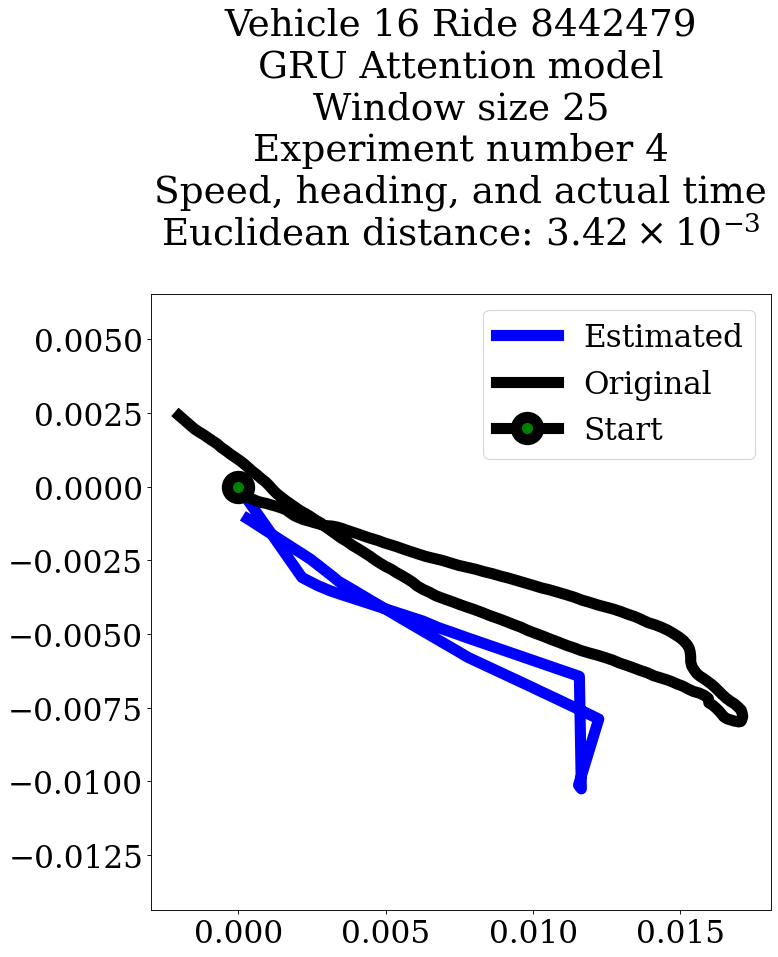 Vehicle 16 Ride 8442479
GRU Attention model
Window size 25
Experiment number 4
Speed, heading, and actual time
Euclidean distance: 3.42 × 10⁻³
Estimated
Original
Start
0.0050
0.0025
0.0000
−0.0025
−0.0050
−0.0075
−0.0100
−0.0125
0.000
0.005
0.010
0.015